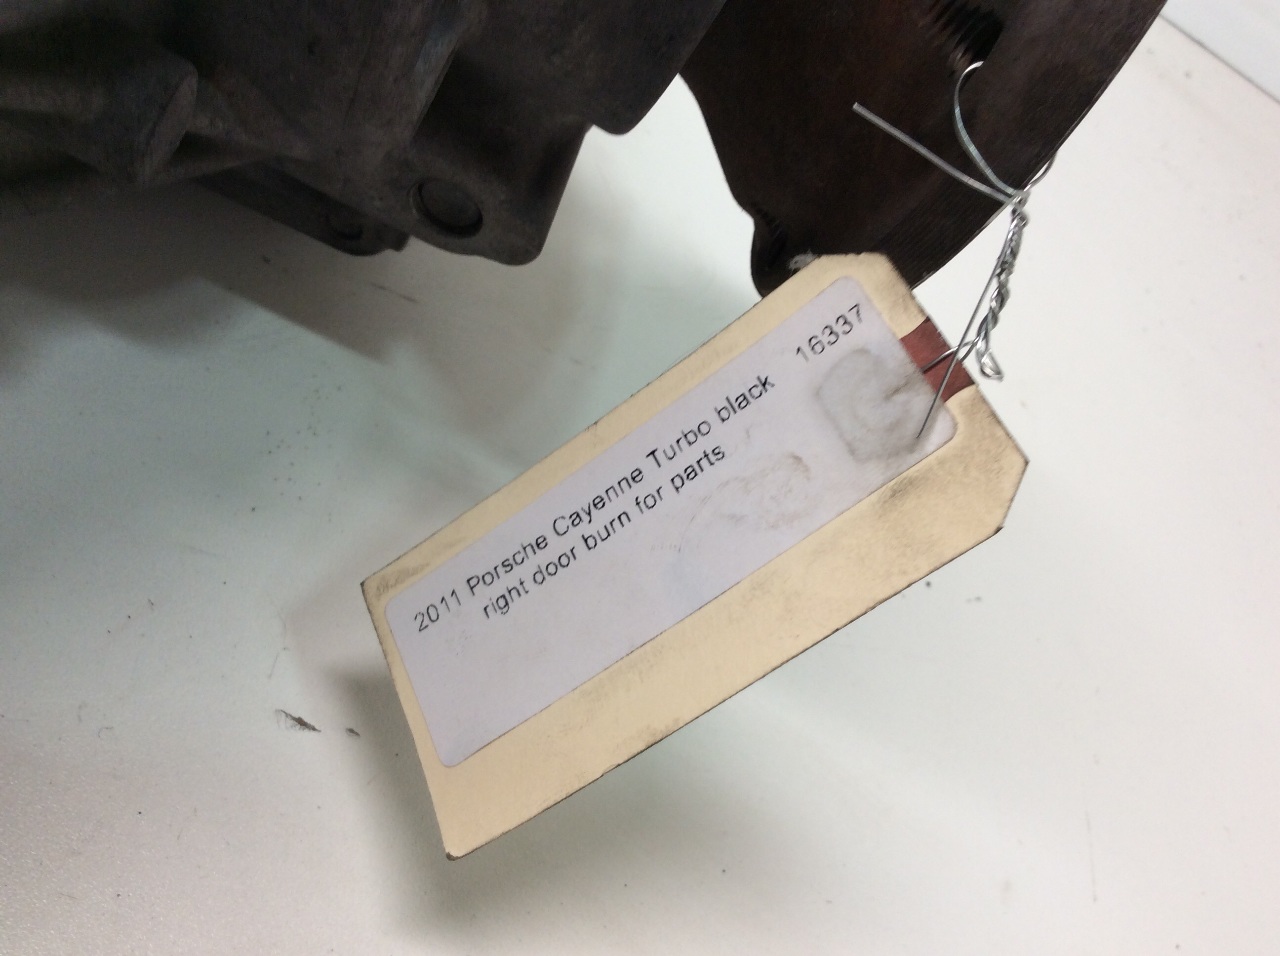 16337
2011 Porsche Cayenne Turbo black
right door burn for parts